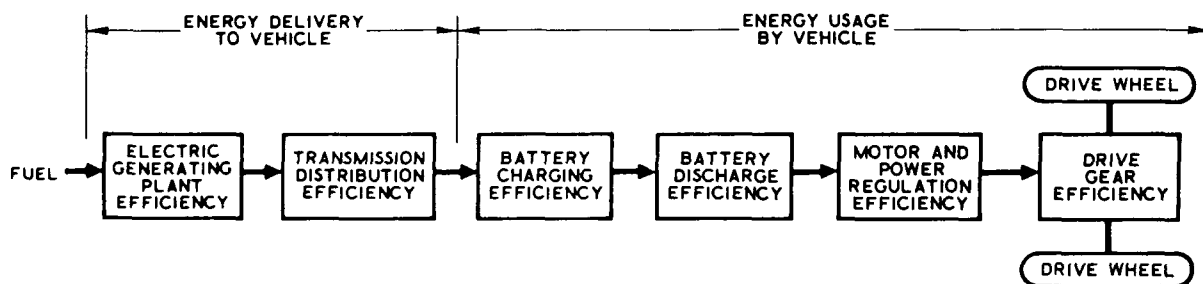 ENERGY DELIVERY
TO VEHICLE
ENERGY USAGE
BY VEHICLE
DRIVE WHEEL
FUEL
ELECTRIC
GENERATING
PLANT
EFFICIENCY
TRANSMISSION
DISTRIBUTION
EFFICIENCY
BATTERY
CHARGING
EFFICIENCY
BATTERY
DISCHARGE
EFFICIENCY
MOTOR AND
POWER
REGULATION
EFFICIENCY
DRIVE
GEAR
EFFICIENCY
DRIVE WHEEL